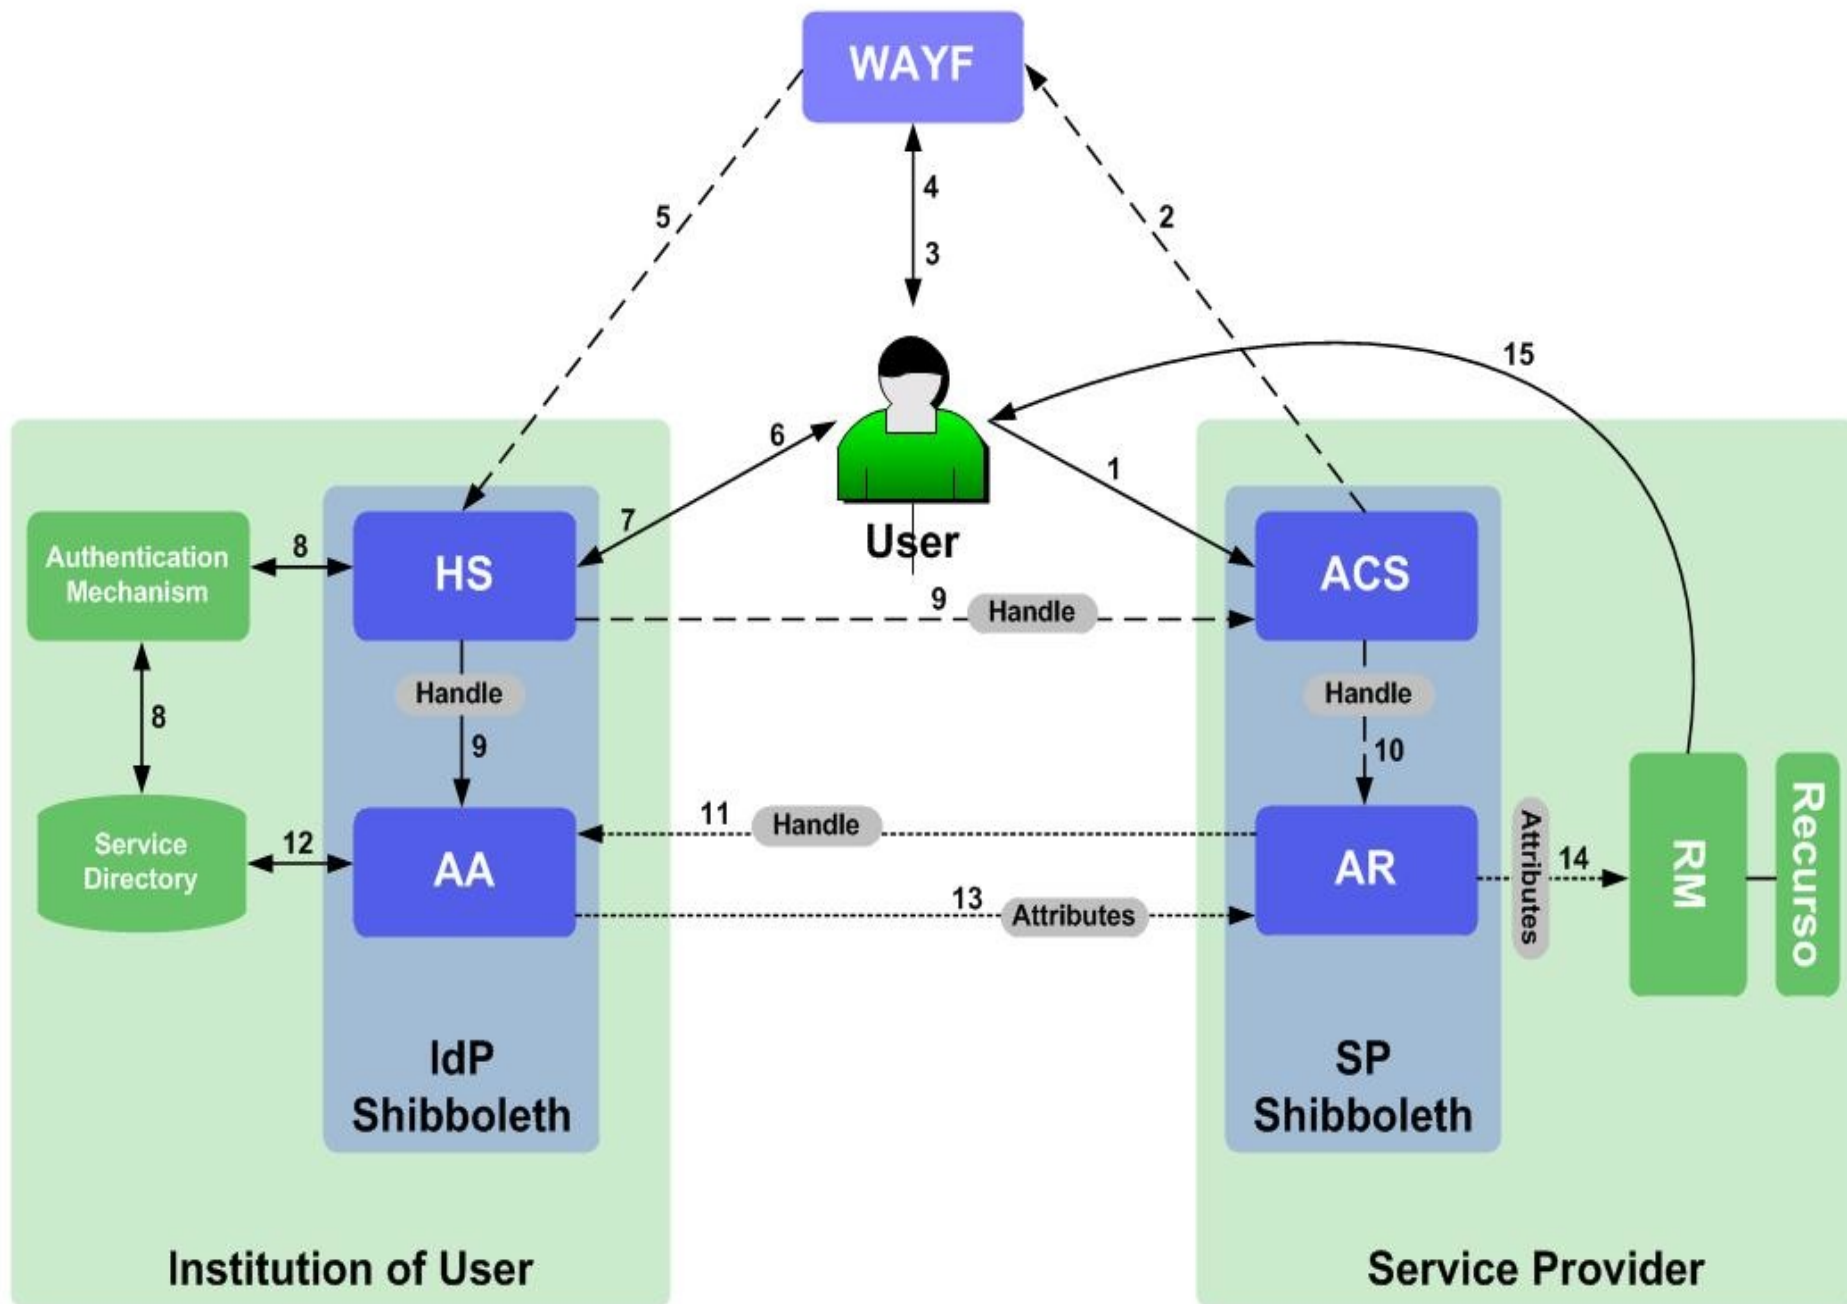 WAYF
4
3
5
2
15
6
1
7
User
Authentication
Mechanism
8
HS
9
Handle
ACS
8
Handle
9
Handle
10
Service
Directory
12
AA
11
Handle
AR
Attributes
14
RM
Recurso
13
Attributes
IdP
Shibboleth
SP
Shibboleth
Institution of User
Service Provider